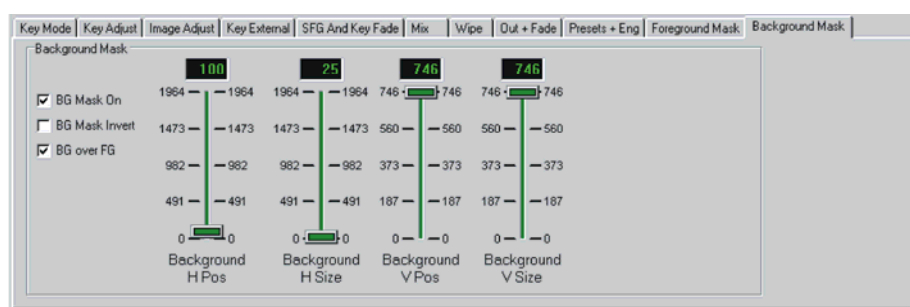 Key Mode Key Adjust Image Adjust Key External SFG And Key Fade Mix Wipe Out + Fade Presets + Eng Foreground Mask Background Mask
Background Mask
100 25 746 746
1964 1964 1964 1964 746 746 746 746
BG Mask On
BG Mask Invert 1473 1473 1473 1473 560 560 560 560
BG over FG
982 982 982 982 373 373 373 373
491 491 491 491 187 187 187 187
0 0 0 0 0 0 0 0
Background Background Background Background
H Pos H Size V Pos V Size